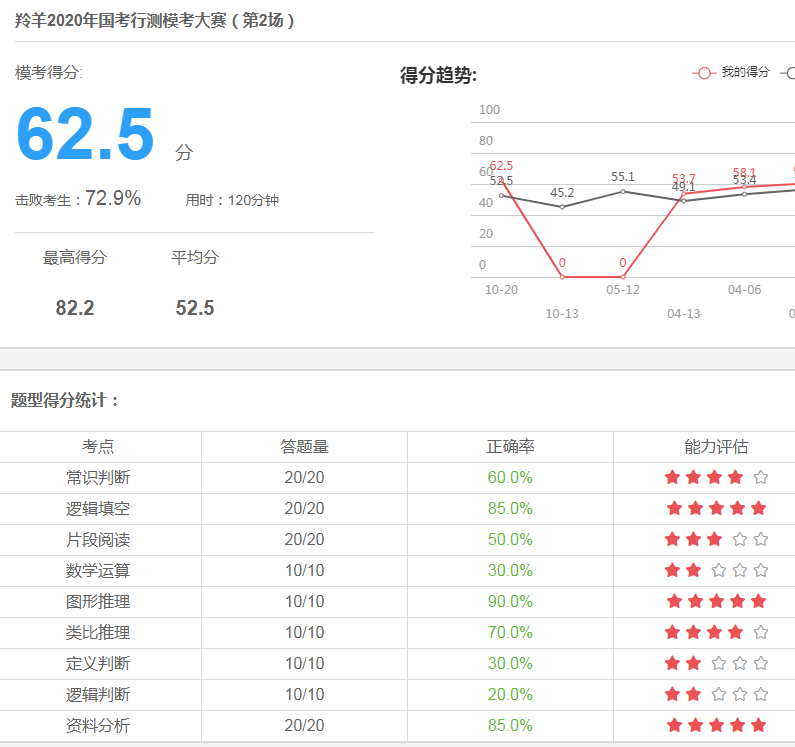 羚羊2020年国考行测模考大赛（第2场）
模考得分:
62.5 分
击败考生：72.9% 用时：120分钟
最高得分 平均分
82.2 52.5
得分趋势:
我的得分
100
80
60
40
20
0
62.5 0 0 53.7 58.1
52.5 45.2 55.1 49.1 53.4
10-20 05-12 04-06
10-13 04-13
题型得分统计：
考点 答题量 正确率 能力评估
常识判断 20/20 60.0%
逻辑填空 20/20 85.0%
片段阅读 20/20 50.0%
数学运算 10/10 30.0%
图形推理 10/10 90.0%
类比推理 10/10 70.0%
定义判断 10/10 30.0%
逻辑判断 10/10 20.0%
资料分析 20/20 85.0%